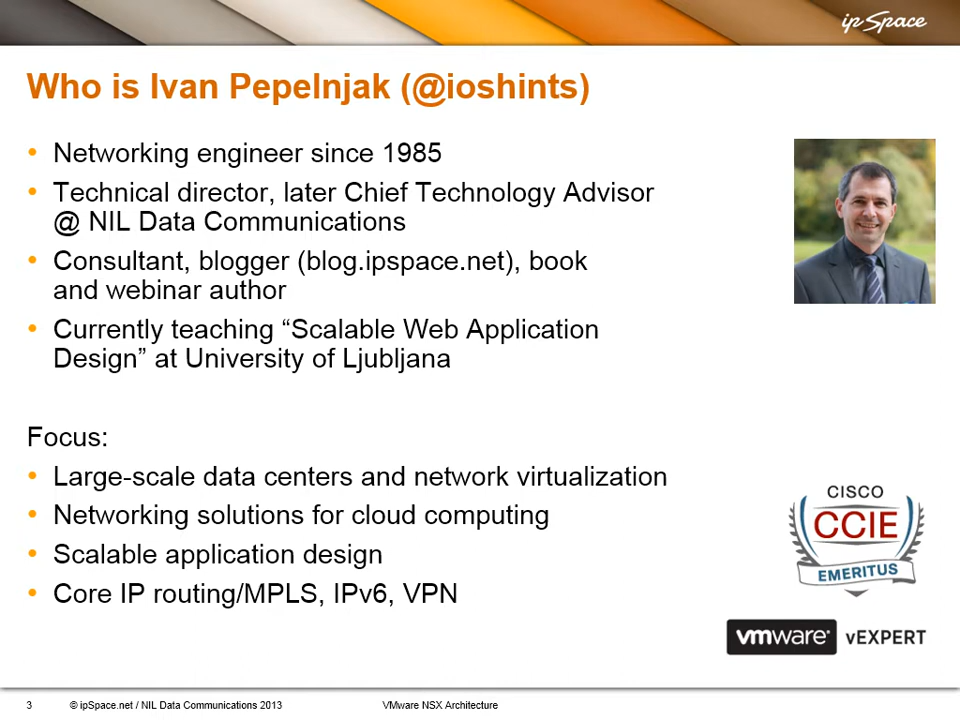 ipSpace
Who is Ivan Pepelnjak (@ioshints)
• Networking engineer since 1985
• Technical director, later Chief Technology Advisor
@ NIL Data Communications
• Consultant, blogger (blog.ipspace.net), book
and webinar author
• Currently teaching “Scalable Web Application
Design” at University of Ljubljana
Focus:
• Large-scale data centers and network virtualization
• Networking solutions for cloud computing
• Scalable application design
• Core IP routing/MPLS, IPv6, VPN
CISCO
CCIE
EMERITUS
vmware® vEXPERT
3 © ipSpace.net / NIL Data Communications 2013 VMware NSX Architecture